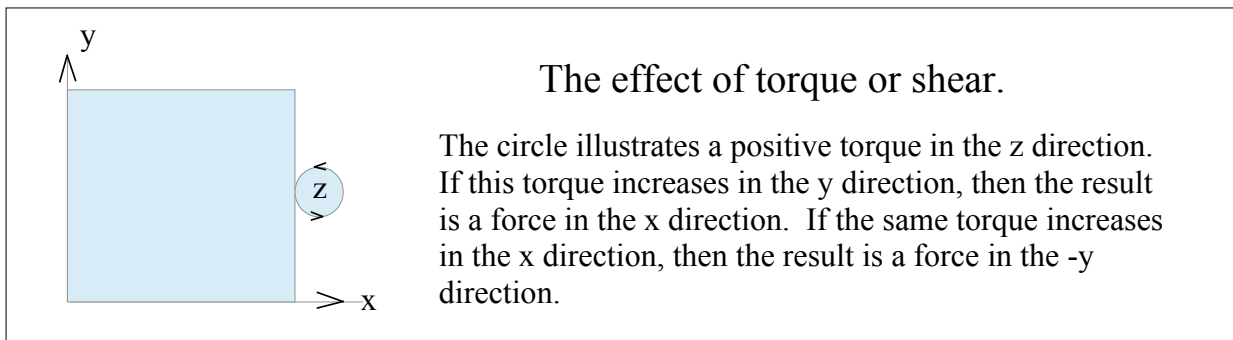 y
The effect of torque or shear.
The circle illustrates a positive torque in the z direction.
If this torque increases in the y direction, then the result
is a force in the x direction.  If the same torque increases
in the x direction, then the result is a force in the -y
direction.
z
x